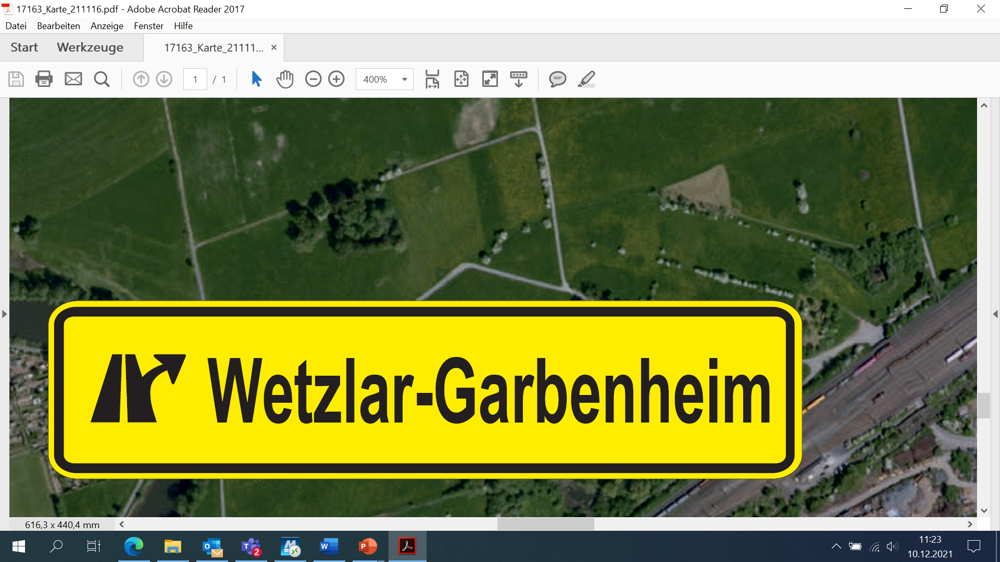 17163_Karte_211116.pdf - Adobe Acrobat Reader 2017
Datei Bearbeiten Anzeige Fenster Hilfe
Start Werkzeuge 17163_Karte_21111... ×
1 / 1 400%
Wetzlar-Garbenheim
616,3 x 440,4 mm
11:23
10.12.2021
2